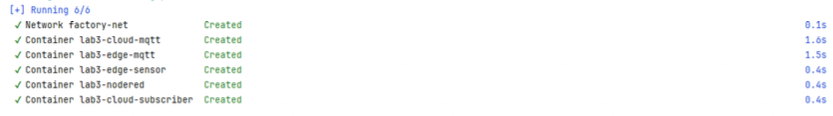 [+] Running 6/6
✓ Network factory-net Created 0.1s
✓ Container lab3-cloud-mqtt Created 1.6s
✓ Container lab3-edge-mqtt Created 1.5s
✓ Container lab3-edge-sensor Created 0.4s
✓ Container lab3-nodered Created 0.4s
✓ Container lab3-cloud-subscriber Created 0.4s